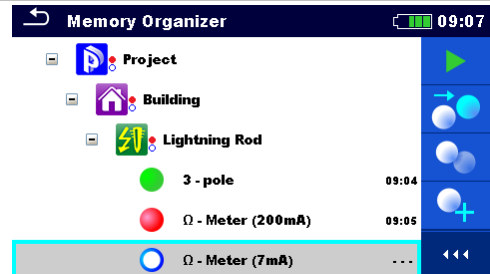 Memory Organizer 09:07
Project
Building
Lightning Rod
3 - pole 09:04
Ω - Meter (200mA) 09:05
Ω - Meter (7mA) - - -